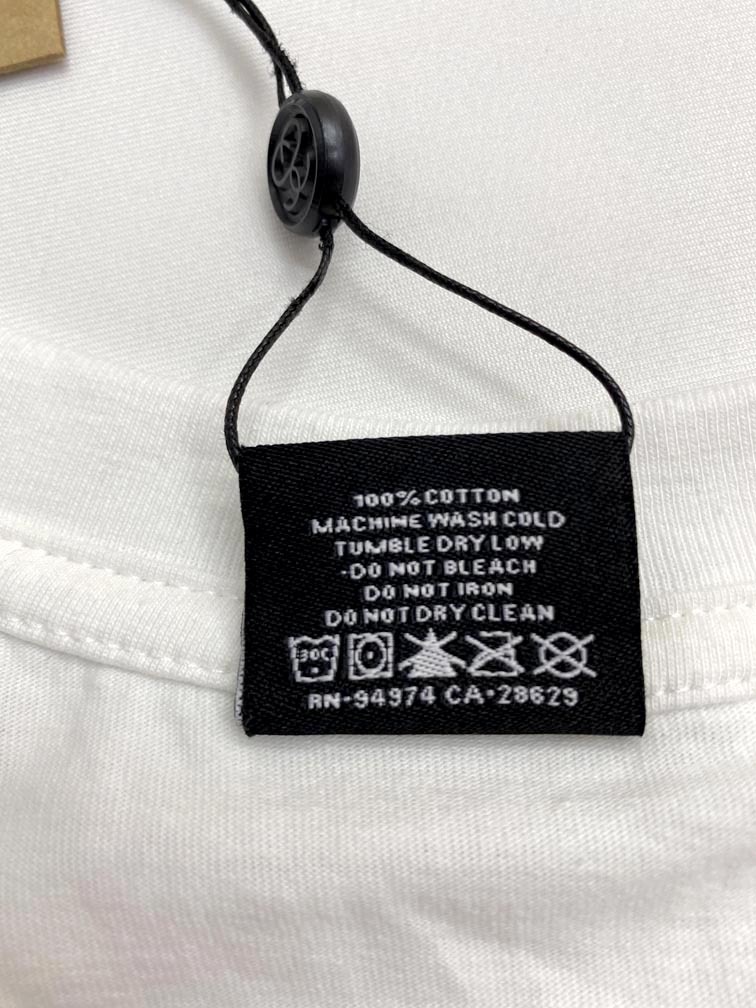 100% COTTON
MACHINE WASH COLD
TUMBLE DRY LOW
-DO NOT BLEACH
DO NOT IRON
DO NOT DRY CLEAN
30C
RN-94974 CA-28629